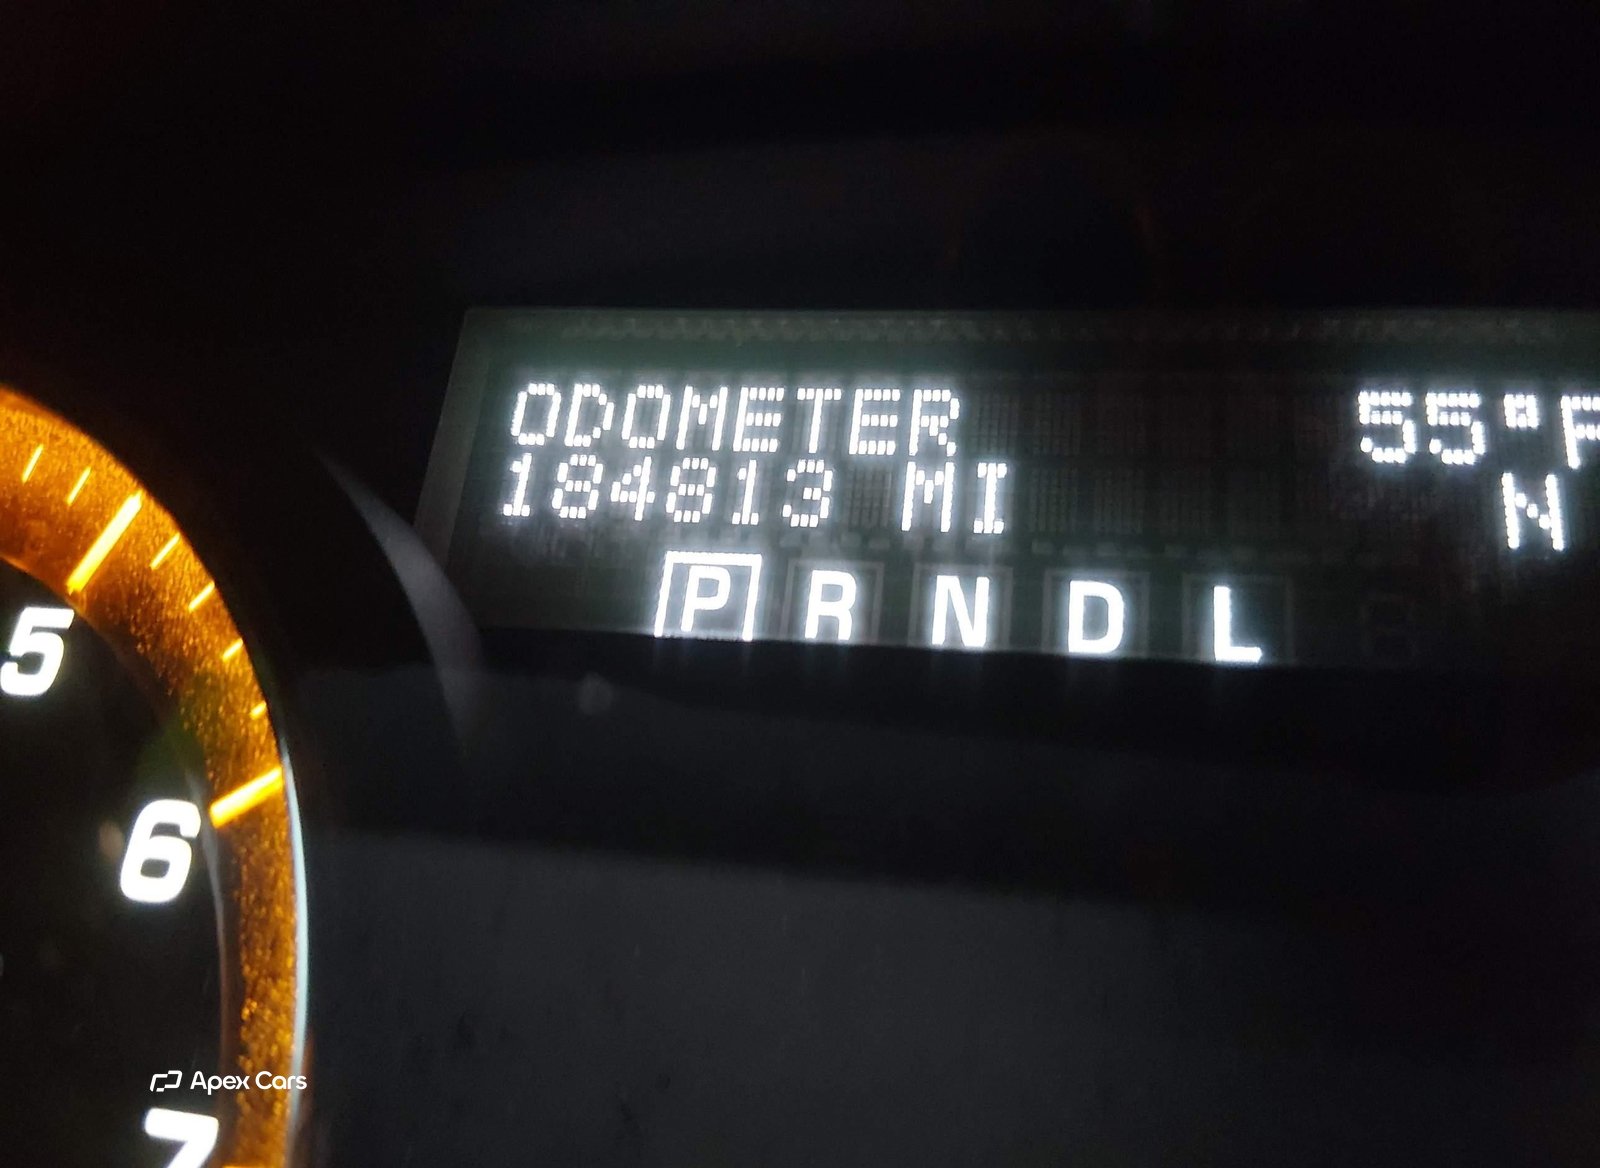 ODOMETER 55°F
184813 MI N
P R N D L
5
6
7
Apex Cars